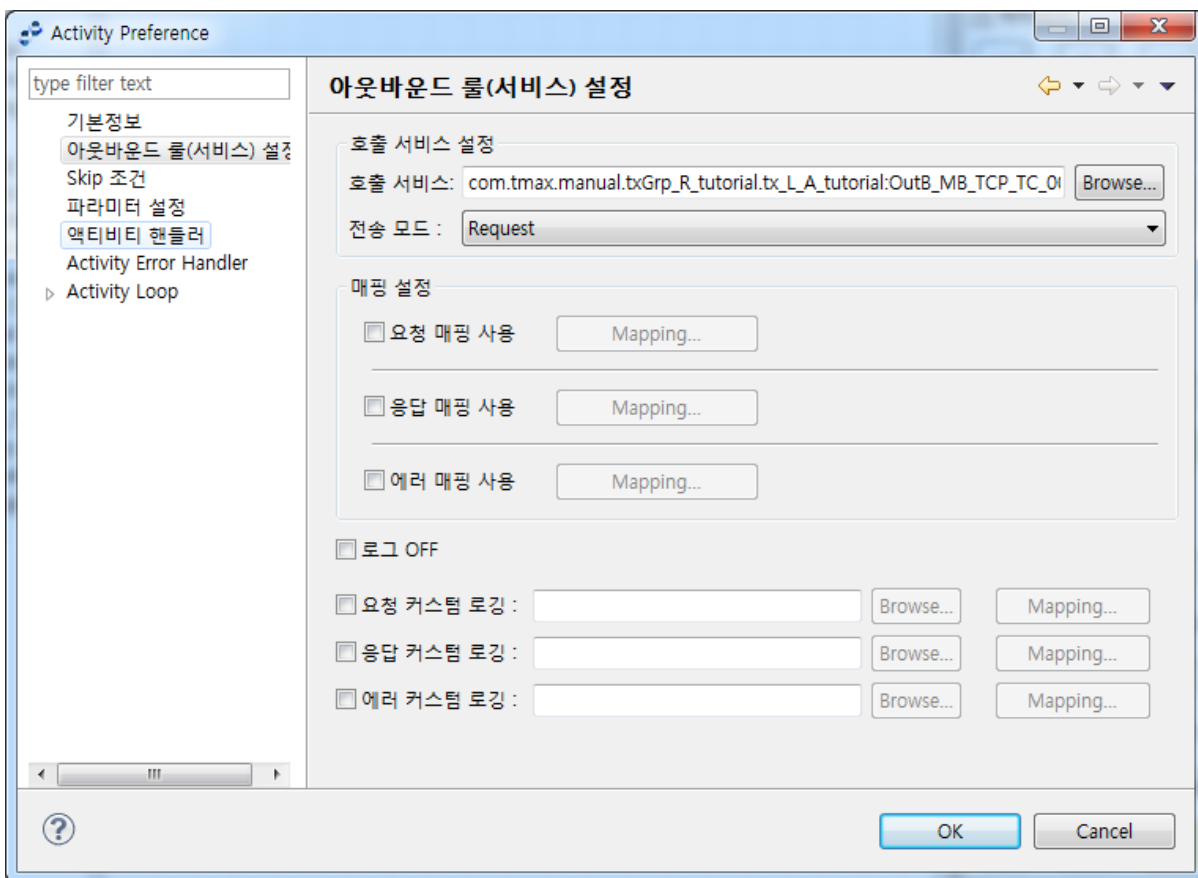 Activity Preference
type filter text
기본정보
아웃바운드 룰(서비스) 설정
Skip 조건
파라미터 설정
액티비티 핸들러
Activity Error Handler
Activity Loop
아웃바운드 룰(서비스) 설정
호출 서비스 설정
호출 서비스: com.tmax.manual.txGrp_R_tutorial.tx_L_A_tutorial:OutB_MB_TCP_TC_0 Browse...
전송 모드 : Request
매핑 설정
요청 매핑 사용 Mapping...
응답 매핑 사용 Mapping...
에러 매핑 사용 Mapping...
로그 OFF
요청 커스텀 로깅 : Browse... Mapping...
응답 커스텀 로깅 : Browse... Mapping...
에러 커스텀 로깅 : Browse... Mapping...
OK Cancel